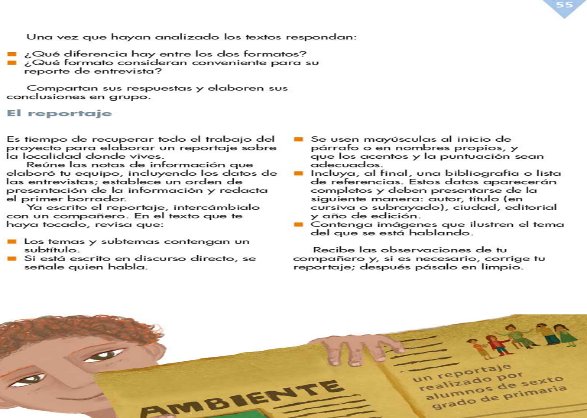 55
Una vez que hayan analizado los textos respondan:
¿Qué diferencia hay entre los dos formatos?
¿Qué formato consideran conveniente para su
reporte de entrevista?
Compartan sus respuestas y elaboren sus
conclusiones en grupo.
El reportaje
Es tiempo de recuperar todo el trabajo del
proyecto para elaborar un reportaje sobre
la localidad donde vives.
Reúne las notas de información que
elaboró tu equipo, incluyendo los datos de
las entrevistas; establece un orden de
presentación de la información y redacta
el primer borrador.
Ya escrito el reportaje, intercámbialo
con un compañero. En el texto que te
haya tocado, revisa que:
Los temas y subtemas contengan un
subtítulo.
Si está escrito en discurso directo, se
señale quien habla.
Se usen mayúsculas al inicio de
párrafo o en nombres propios, y
que los acentos y la puntuación sean
adecuados.
Incluya, al final, una bibliografía o lista
de referencias. Estos datos aparecerán
completos y deben presentarse de la
siguiente manera: autor, título (en
cursiva o subrayado), ciudad, editorial
y año de edición.
Contenga imágenes que ilustren el tema
del que se está hablando.
Recibe las observaciones de tu
compañero y, si es necesario, corrige tu
reportaje; después pásalo en limpio.
AMBIENTE
un reportaje
realizado por
alumnos de sexto
grado de primaria